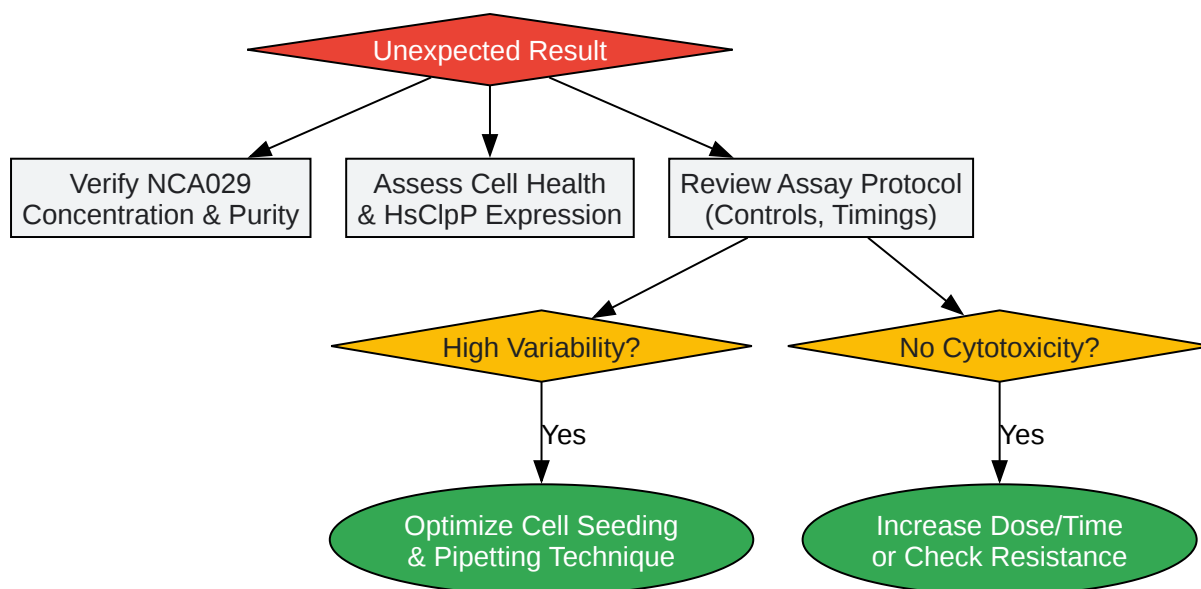 Unexpected Result
Verify NCA029
Concentration & Purity
Assess Cell Health
& HsClpP Expression
Review Assay Protocol
(Controls, Timings)
High Variability?
No Cytotoxicity?
Yes
Yes
Optimize Cell Seeding
& Pipetting Technique
Increase Dose/Time
or Check Resistance